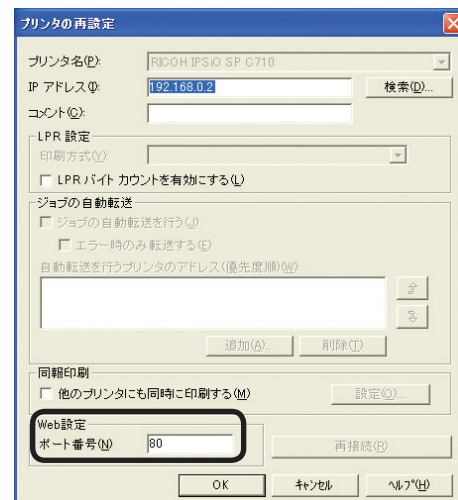 プリンタの再設定
プリンタ名(P): RICOH IPSiO SP C710
IP アドレス(I): 192.168.0.2 検索(D)...
コメント(C):
LPR 設定
印刷方式(Y):
LPR バイト カウントを有効にする(L)
ジョブの自動転送
ジョブの自動転送を行う(J)
エラー時のみ転送する(E)
自動転送を行うプリンタのアドレス(優先度順)(W):
追加(A)... 削除(T)
同報印刷
他のプリンタにも同時に印刷する(M) 設定(O)...
Web設定
ポート番号(N) 80 再接続(R)
OK キャンセル ヘルプ(H)